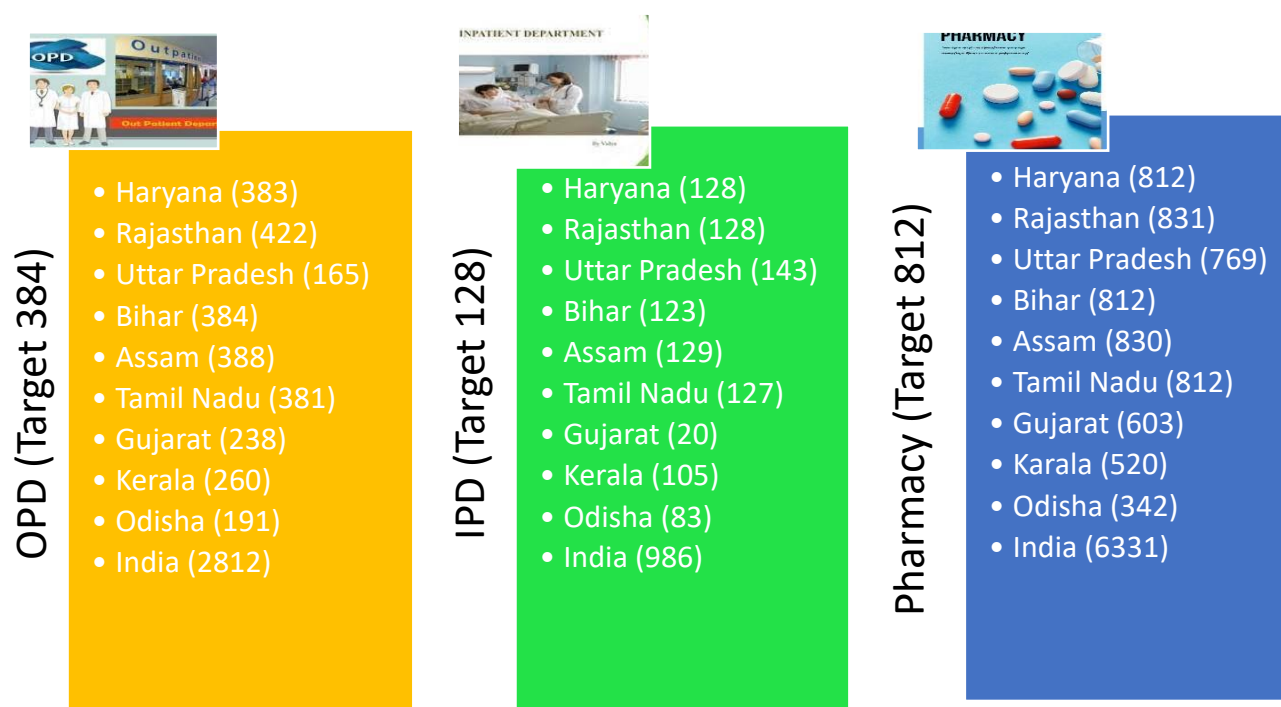 OPD
Outpati
Out Patient Depar
OPD (Target 384)
• Haryana (383)
• Rajasthan (422)
• Uttar Pradesh (165)
• Bihar (384)
• Assam (388)
• Tamil Nadu (381)
• Gujarat (238)
• Kerala (260)
• Odisha (191)
• India (2812)
INPATIENT DEPARTMENT
By Vidya
IPD (Target 128)
• Haryana (128)
• Rajasthan (128)
• Uttar Pradesh (143)
• Bihar (123)
• Assam (129)
• Tamil Nadu (127)
• Gujarat (20)
• Kerala (105)
• Odisha (83)
• India (986)
PHARMACY
Pharmacy (Target 812)
• Haryana (812)
• Rajasthan (831)
• Uttar Pradesh (769)
• Bihar (812)
• Assam (830)
• Tamil Nadu (812)
• Gujarat (603)
• Karala (520)
• Odisha (342)
• India (6331)